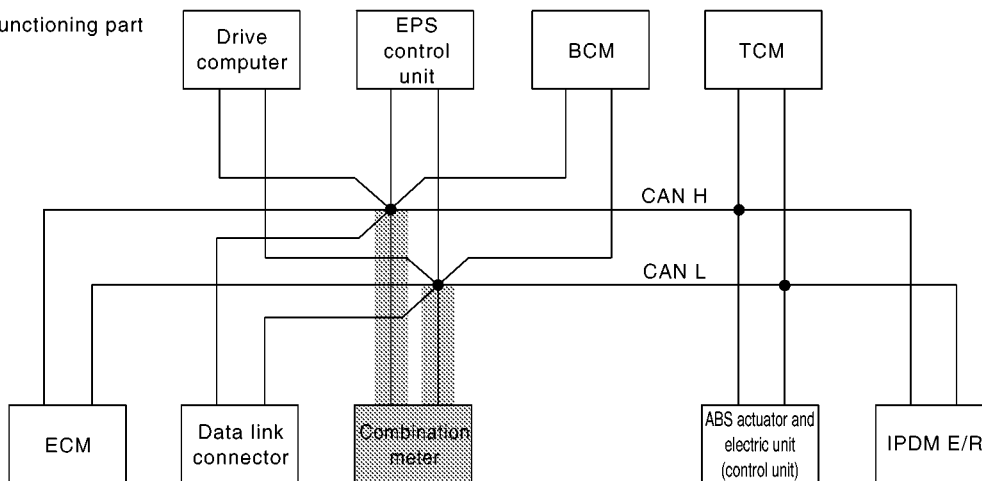 unctioning part
Drive
computer
EPS
control
unit
BCM
TCM
CAN H
CAN L
ECM
Data link
connector
Combination
meter
ABS actuator and
electric unit
(control unit)
IPDM E/R